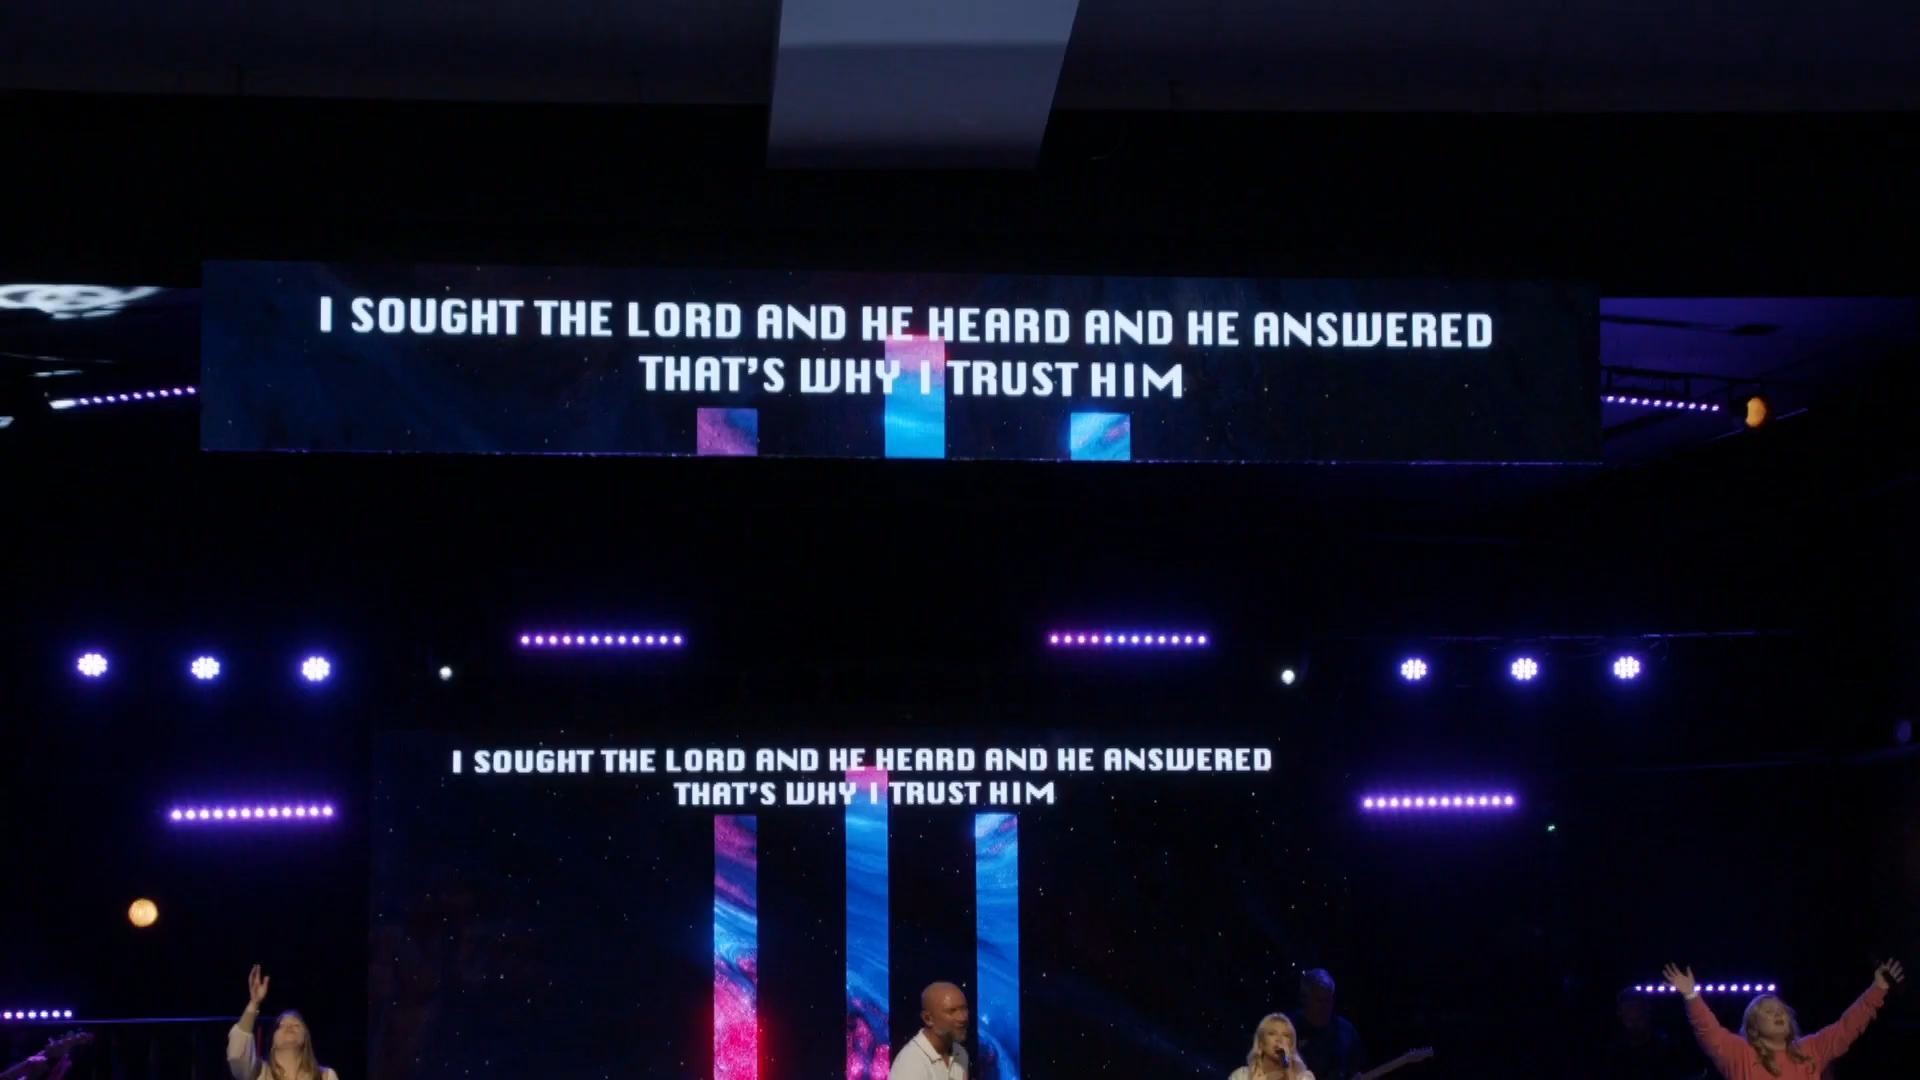 I SOUGHT THE LORD AND HE HEARD AND HE ANSWERED
THAT'S WHY I TRUST HIM
I SOUGHT THE LORD AND HE HEARD AND HE ANSWERED
THAT'S WHY I TRUST HIM